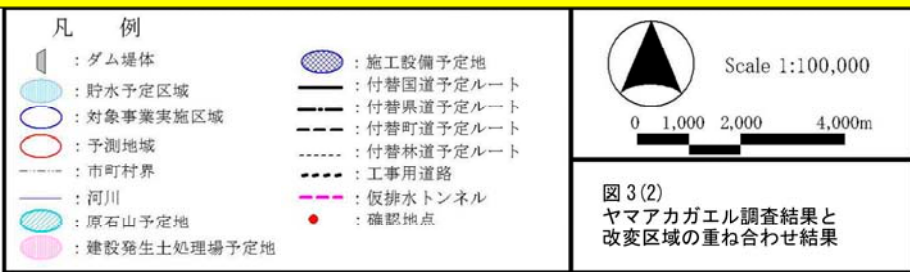 凡 例
：ダム堤体
：貯水予定区域
：対象事業実施区域
：予測地域
：市町村界
：河川
：原石山予定地
：建設発生土処理場予定地
：施工設備予定地
：付替国道予定ルート
：付替県道予定ルート
：付替町道予定ルート
：付替林道予定ルート
：工事用道路
：仮排水トンネル
：確認地点
Scale 1:100,000
0 1,000 2,000 4,000m
図 3(2)
ヤマアカガエル調査結果と
改変区域の重ね合わせ結果